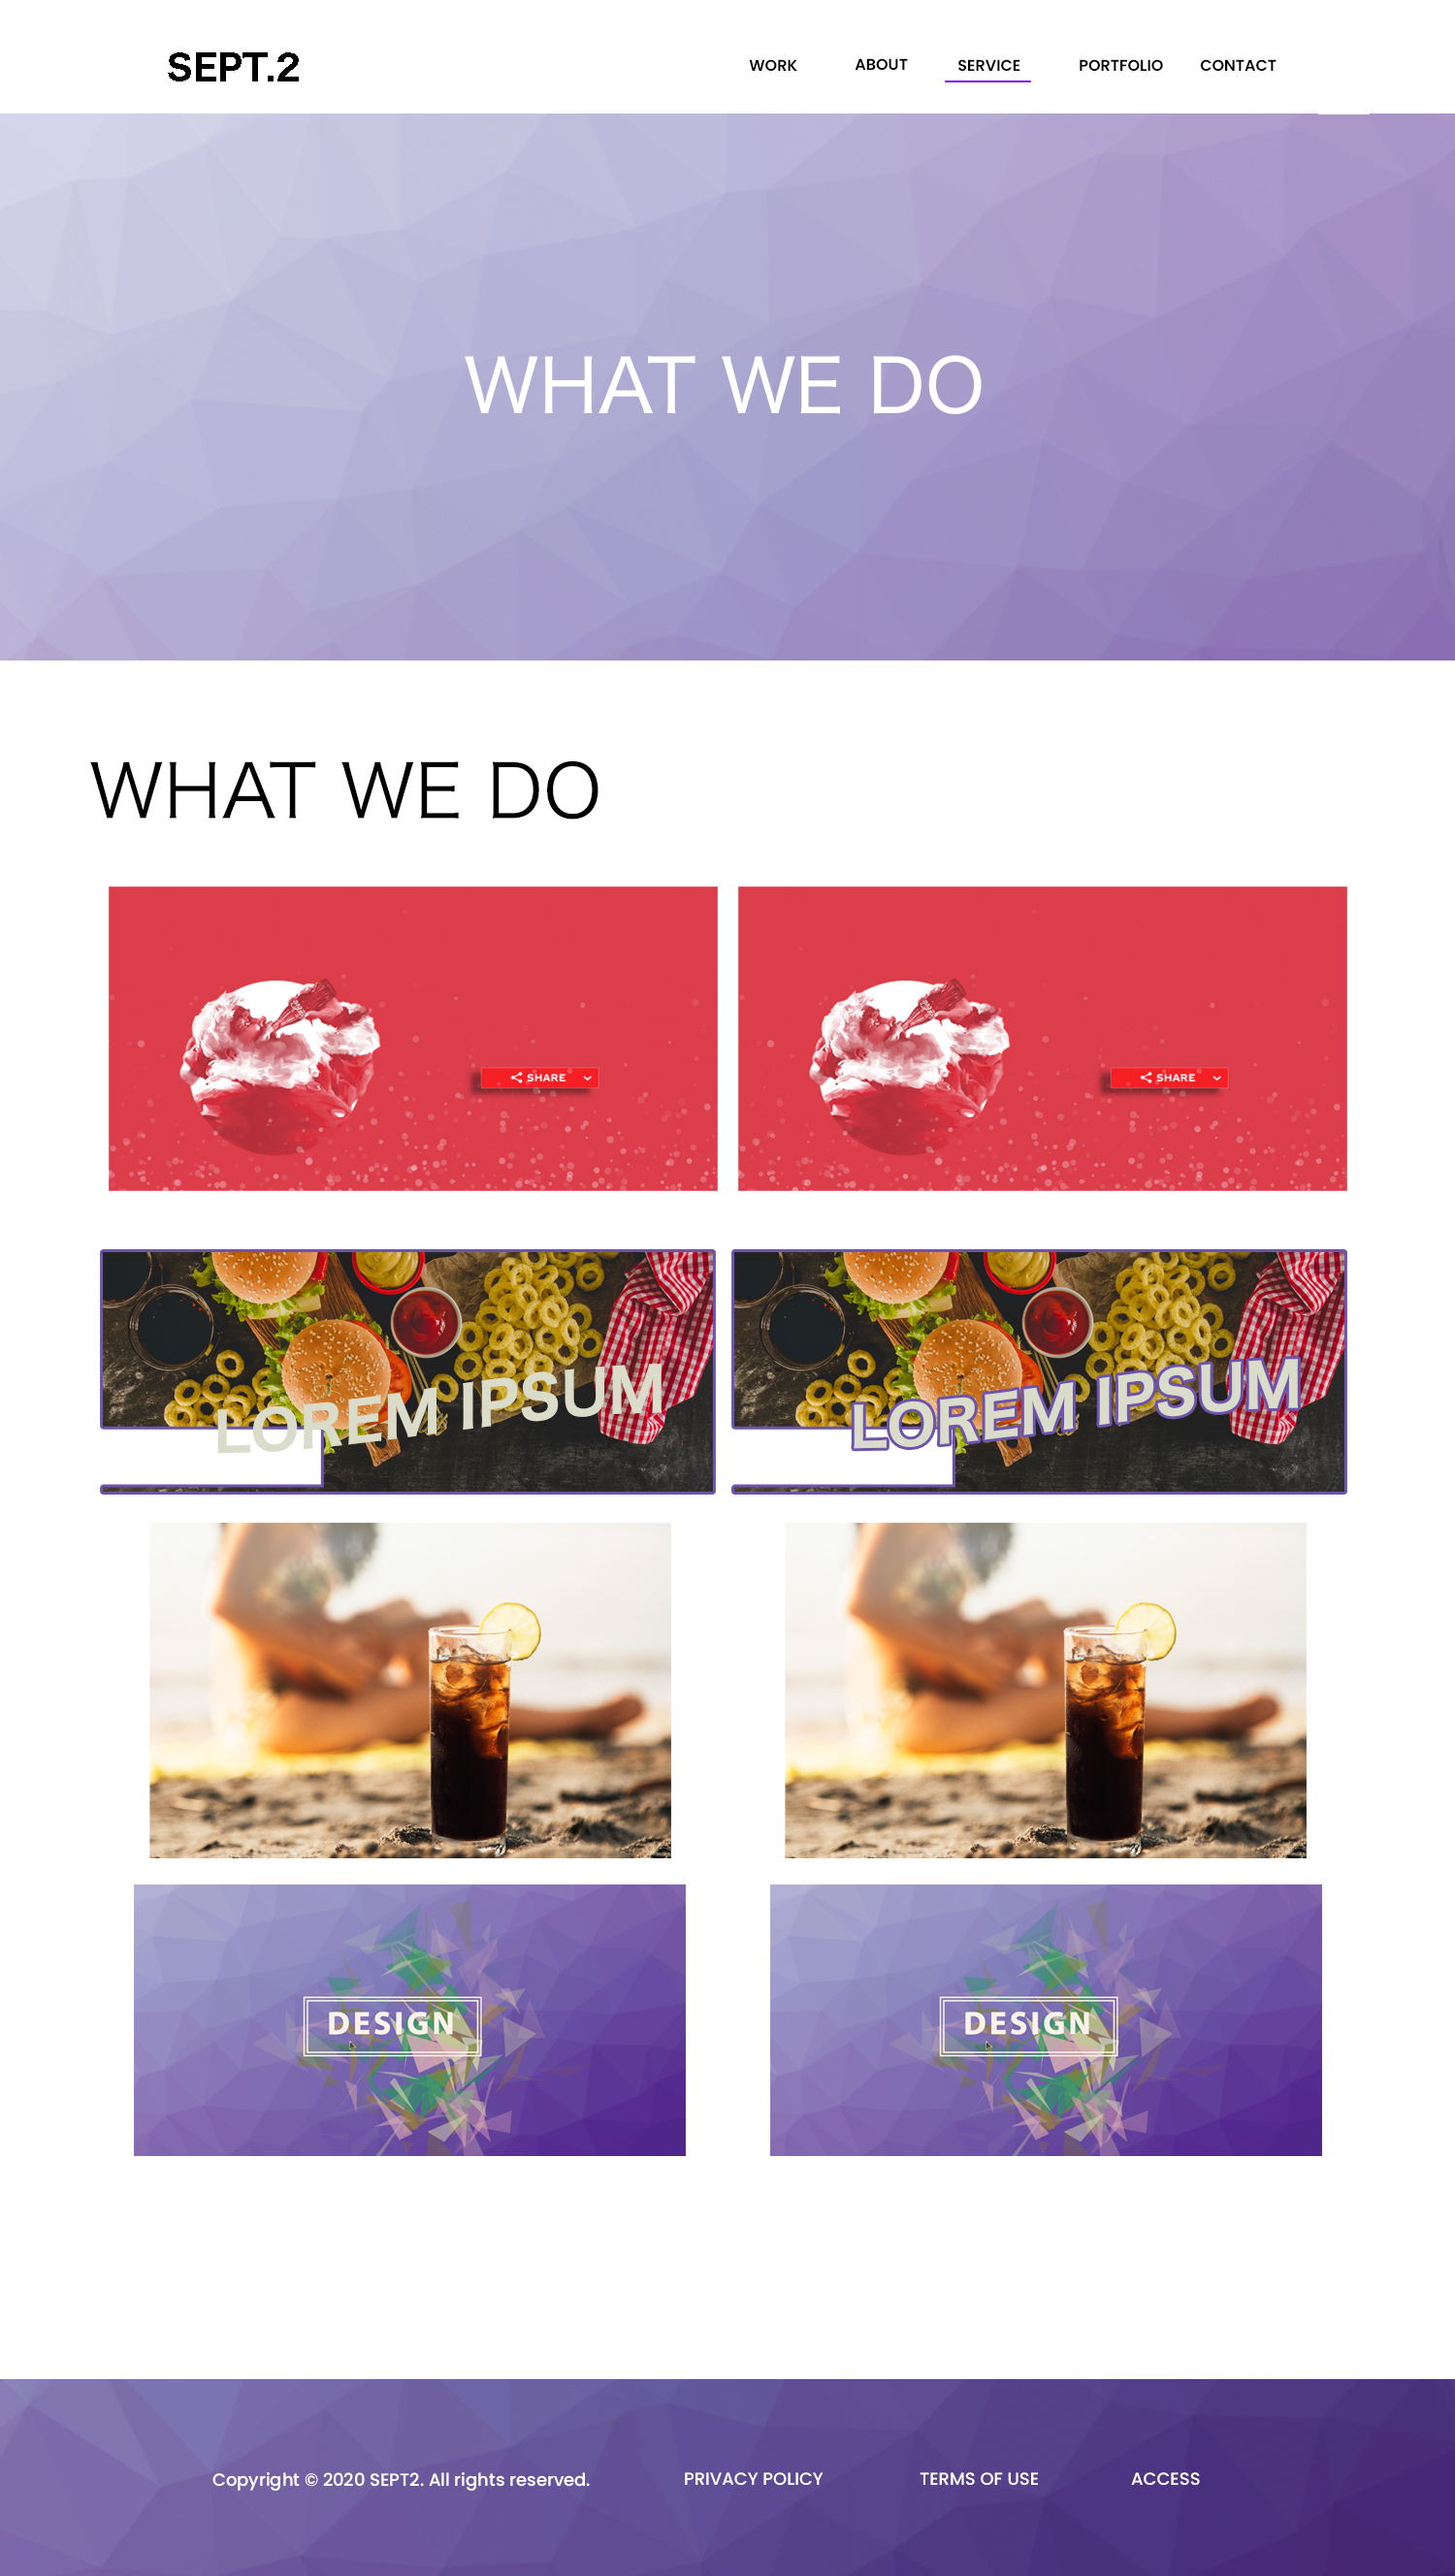 SEPT.2
WORK ABOUT SERVICE PORTFOLIO CONTACT
WHAT WE DO
WHAT WE DO
SHARE
SHARE
LOREM IPSUM
LOREM IPSUM
DESIGN
DESIGN
Copyright © 2020 SEPT2. All rights reserved. PRIVACY POLICY TERMS OF USE ACCESS